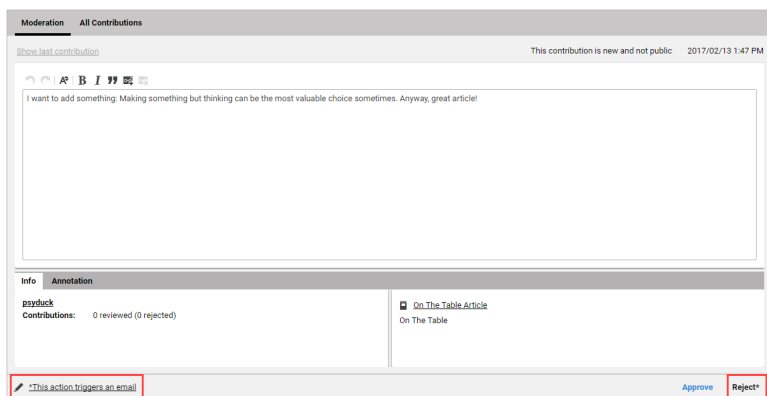 Moderation All Contributions
Show last contribution This contribution is new and not public 2017/02/13 1:47 PM
B I
I want to add something: Making something but thinking can be the most valuable choice sometimes. Anyway, great article!
Info Annotation
psyduck
Contributions: 0 reviewed (0 rejected)
On The Table Article
On The Table
*This action triggers an email Approve Reject*